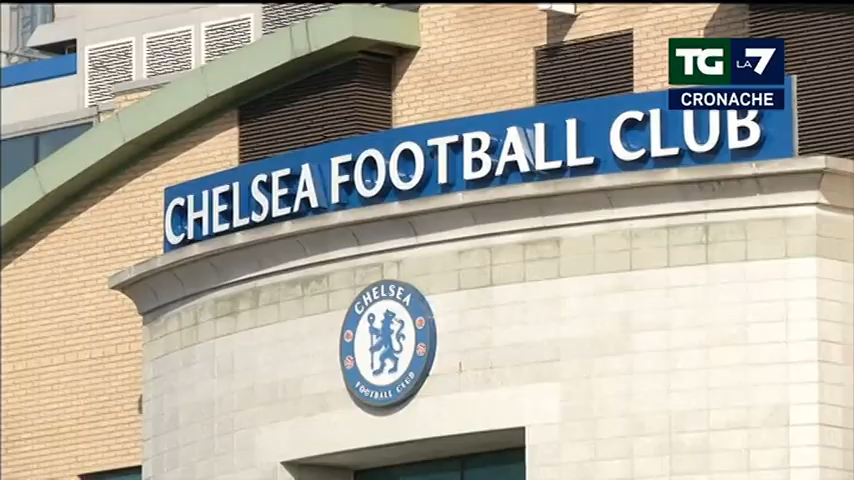 TG LA7
CRONACHE
CHELSEA FOOTBALL CLUB
CHELSEA
FOOTBALL CLUB